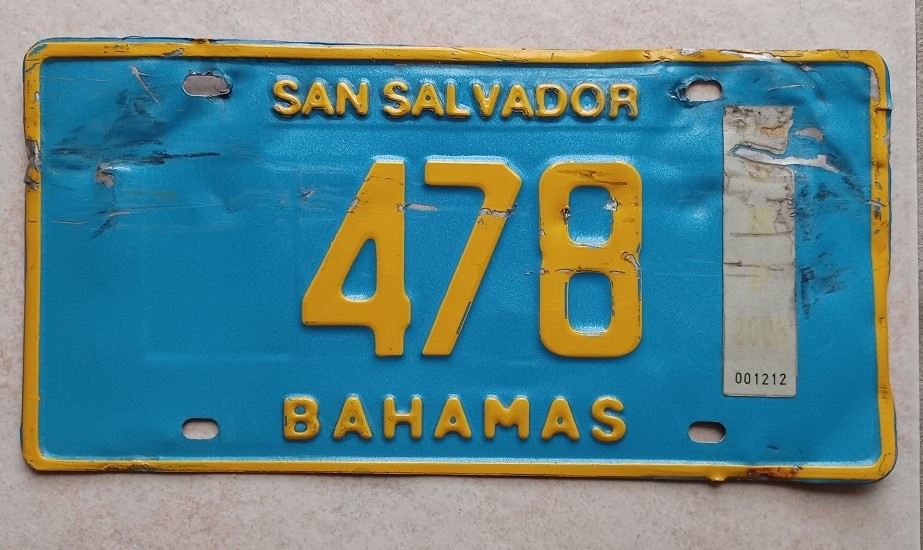 SAN SALVADOR
478
001212
BAHAMAS